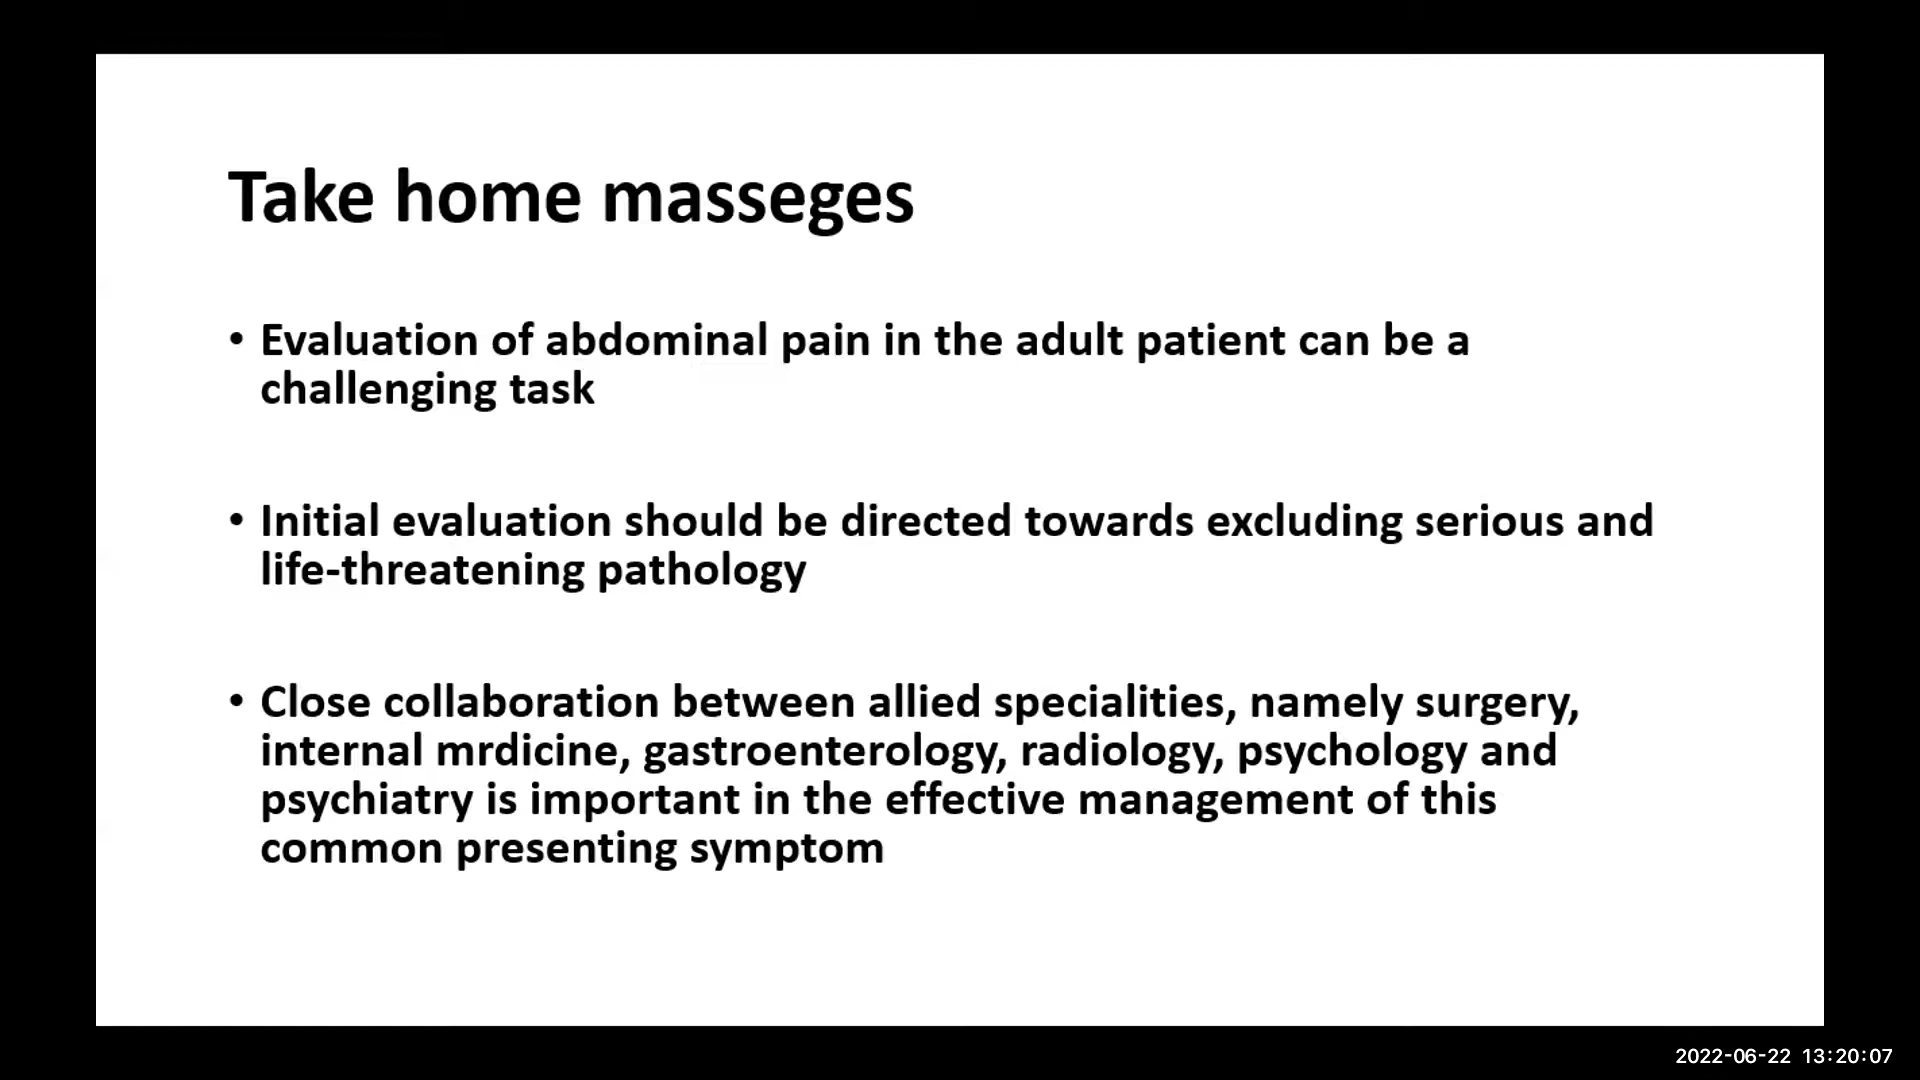 Take home masseges
• Evaluation of abdominal pain in the adult patient can be a
challenging task
• Initial evaluation should be directed towards excluding serious and
life-threatening pathology
• Close collaboration between allied specialities, namely surgery,
internal mrdicine, gastroenterology, radiology, psychology and
psychiatry is important in the effective management of this
common presenting symptom
2022-06-22 13:20:07